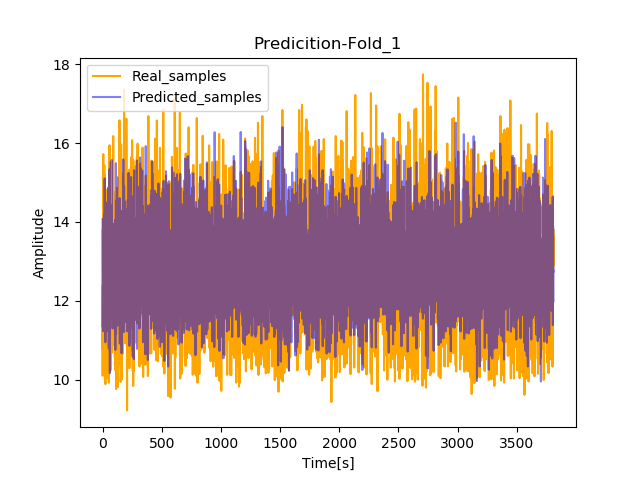 Predicition-Fold_1
Real_samples
Predicted_samples
Amplitude
18
16
14
12
10
0 500 1000 1500 2000 2500 3000 3500
Time[s]